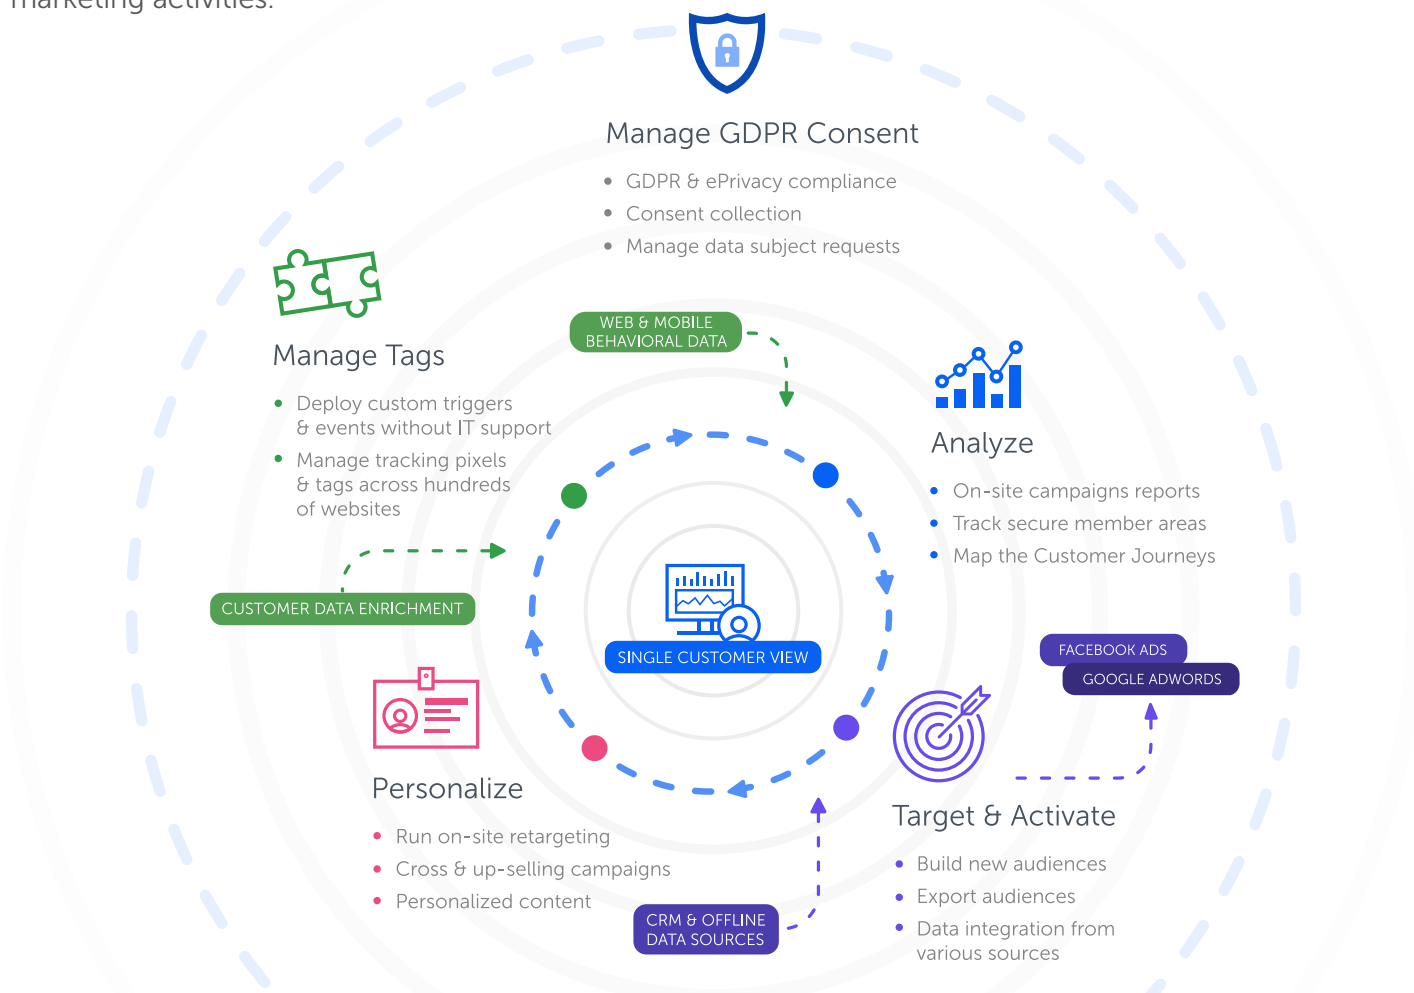 marketing activities.
Manage GDPR Consent
• GDPR & ePrivacy compliance
• Consent collection
• Manage data subject requests
Manage Tags
• Deploy custom triggers
& events without IT support
• Manage tracking pixels
& tags across hundreds
of websites
WEB & MOBILE
BEHAVIORAL DATA
Analyze
• On-site campaigns reports
• Track secure member areas
• Map the Customer Journeys
CUSTOMER DATA ENRICHMENT
SINGLE CUSTOMER VIEW
FACEBOOK ADS
GOOGLE ADWORDS
Personalize
• Run on-site retargeting
• Cross & up-selling campaigns
• Personalized content
Target & Activate
• Build new audiences
• Export audiences
• Data integration from
various sources
CRM & OFFLINE
DATA SOURCES